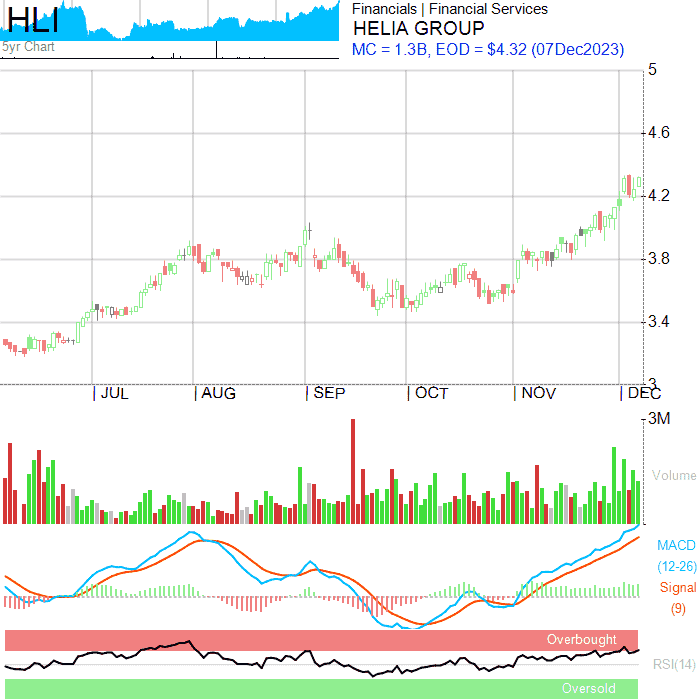 HLI
5yr Chart
Financials | Financial Services
HELIA GROUP
MC = 1.3B, EOD = $4.32 (07Dec2023)
5
4.6
4.2
3.8
3.4
3
JUL
AUG
SEP
OCT
NOV
DEC
3M
Volume
MACD
(12-26)
Signal
(9)
Overbought
RSI(14)
Oversold